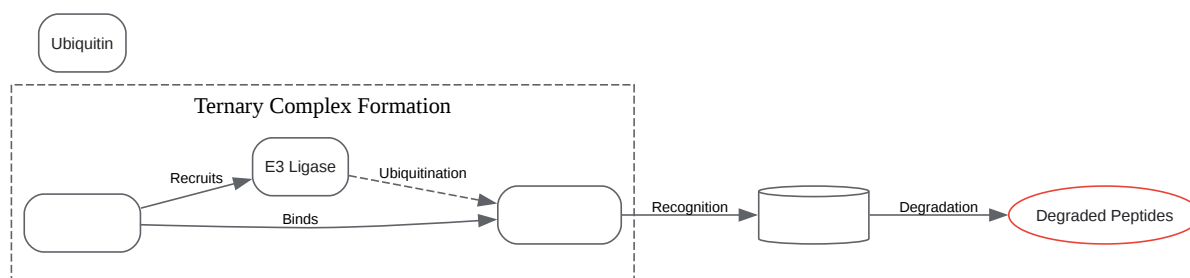 Ubiquitin
Ternary Complex Formation
E3 Ligase
Recruits
Ubiquitination
Binds
Recognition
Degradation
Degraded Peptides